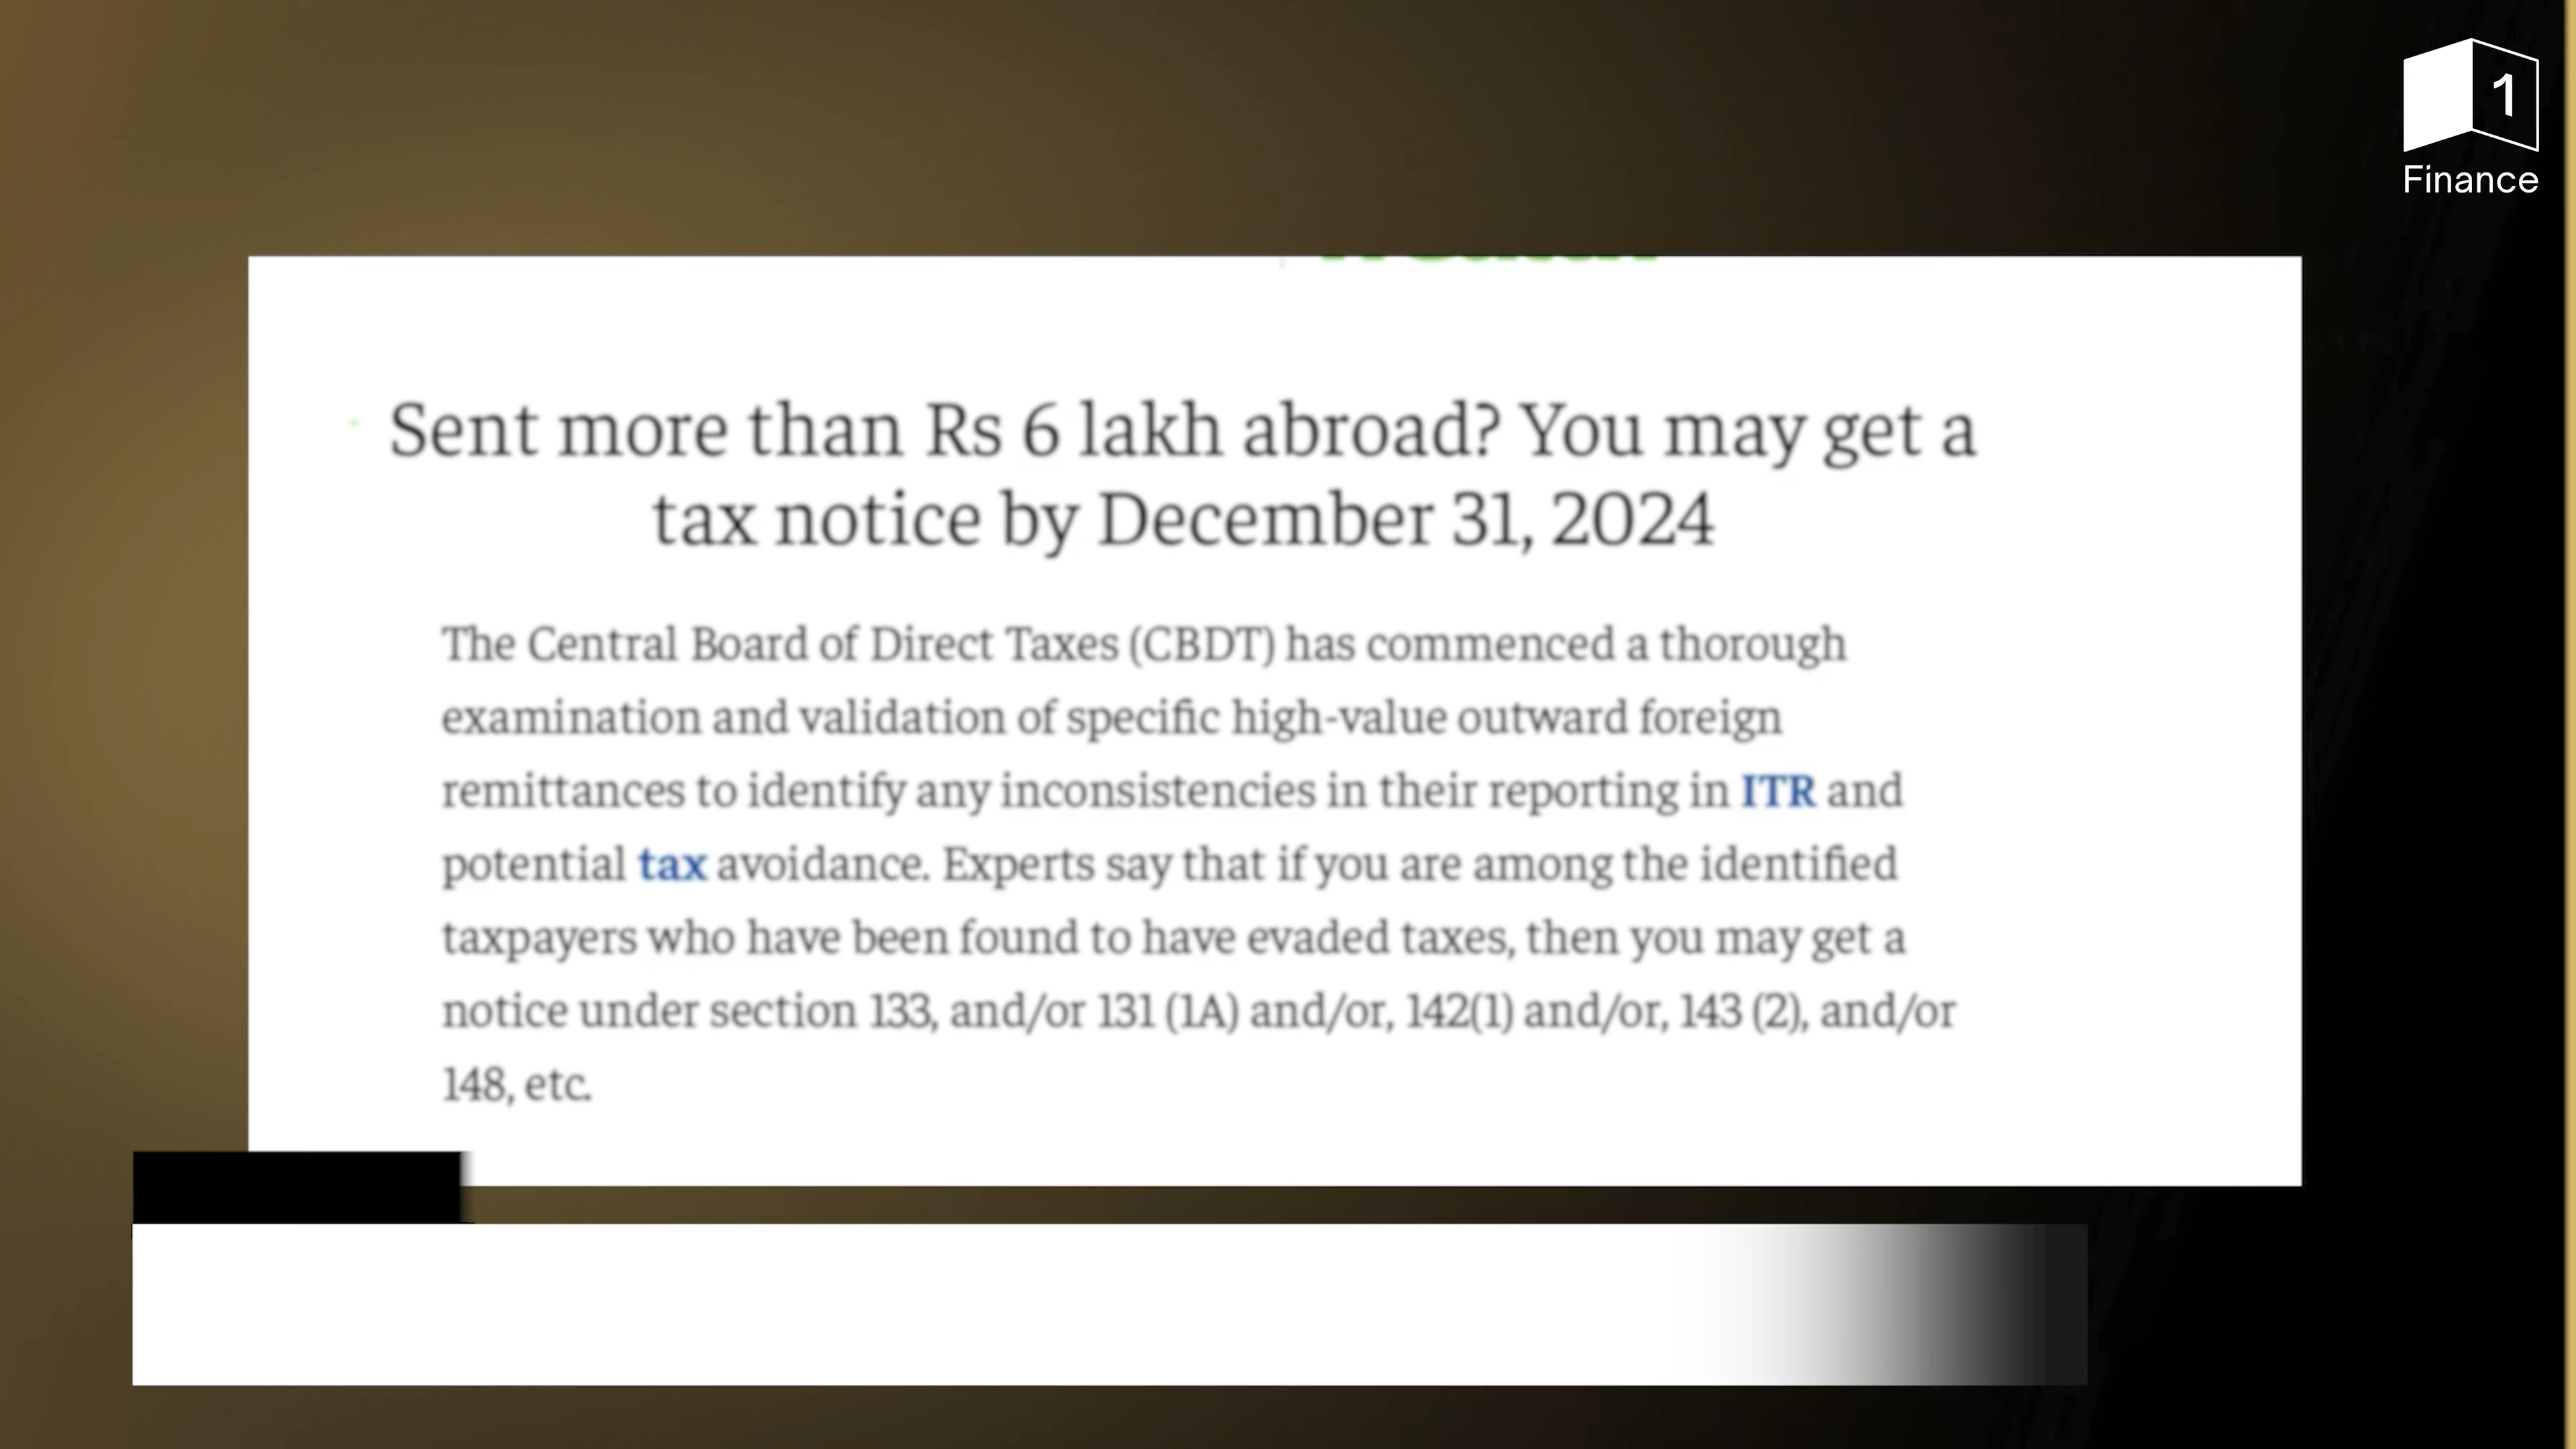 1
Finance
Sent more than Rs 6 lakh abroad? You may get a
tax notice by December 31, 2024
The Central Board of Direct Taxes (CBDT) has commenced a thorough
examination and validation of specific high-value outward foreign
remittances to identify any inconsistencies in their reporting in ITR and
potential tax avoidance. Experts say that if you are among the identified
taxpayers who have been found to have evaded taxes, then you may get a
notice under section 133, and/or 131 (1A) and/or, 142(1) and/or, 143 (2), and/or
148, etc.